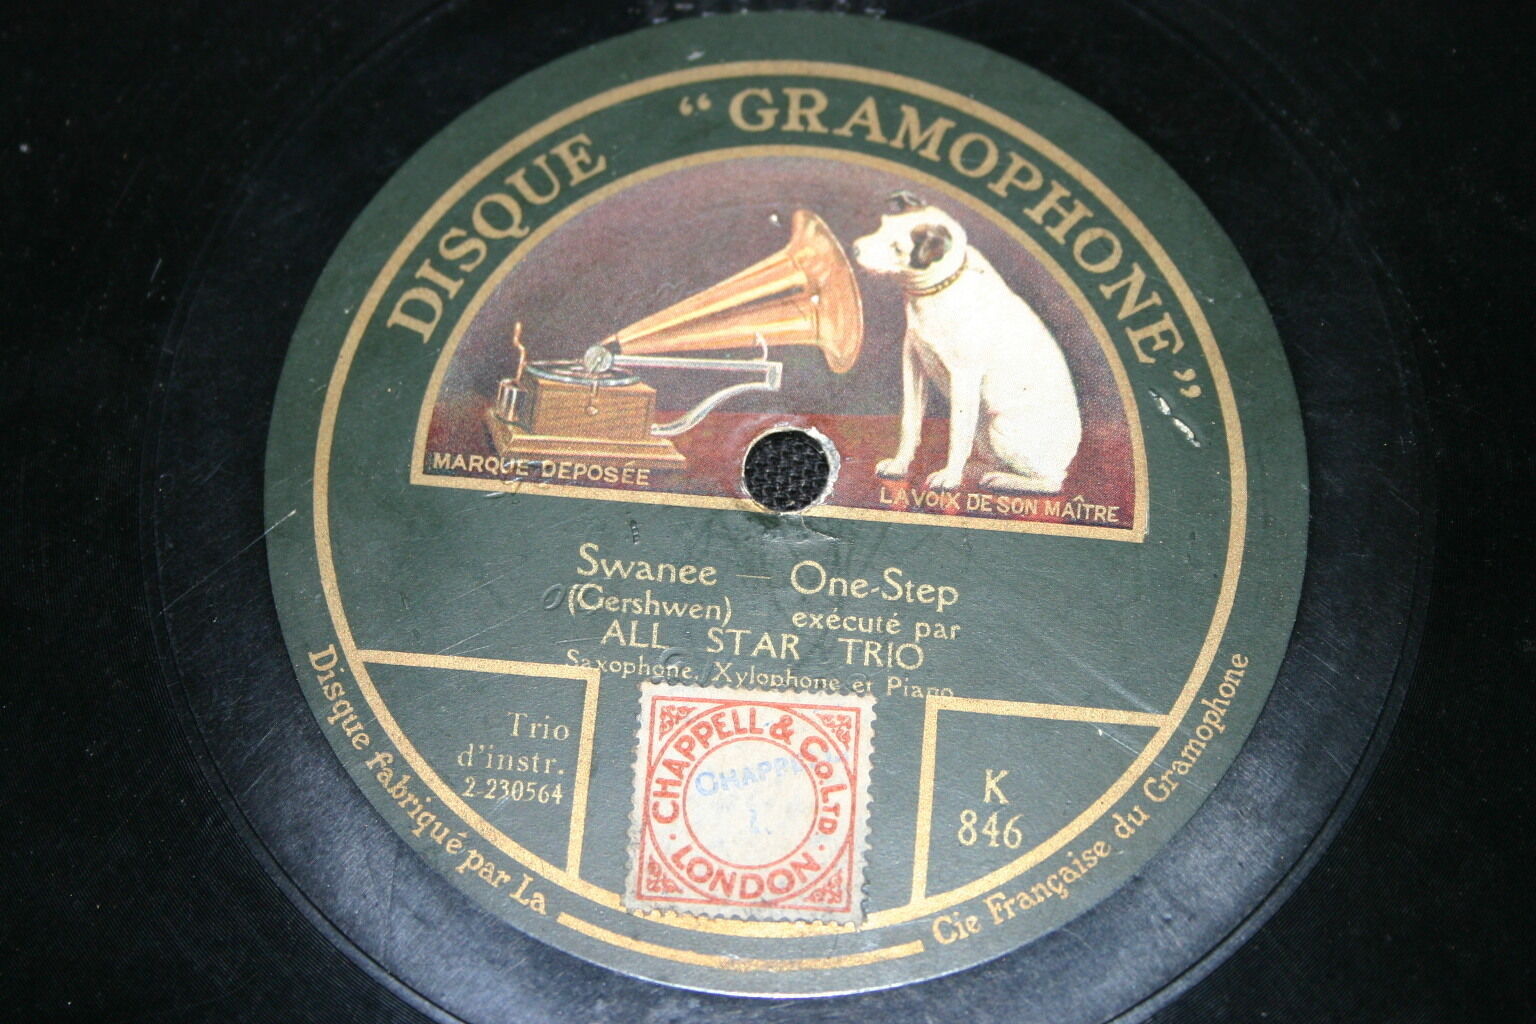 DISQUE "GRAMOPHONE"
MARQUE DEPOSÉE
LA VOIX DE SON MAÎTRE
Swanee — One-Step
(Gershwen) exécuté par
ALL STAR TRIO
Saxophone, Xylophone et Piano
Trio
d'instr.
2-230564
CHAPPELL & Co. LTD.
LONDON
K
846
Disque fabriqué par La — Cie Française du Gramophone